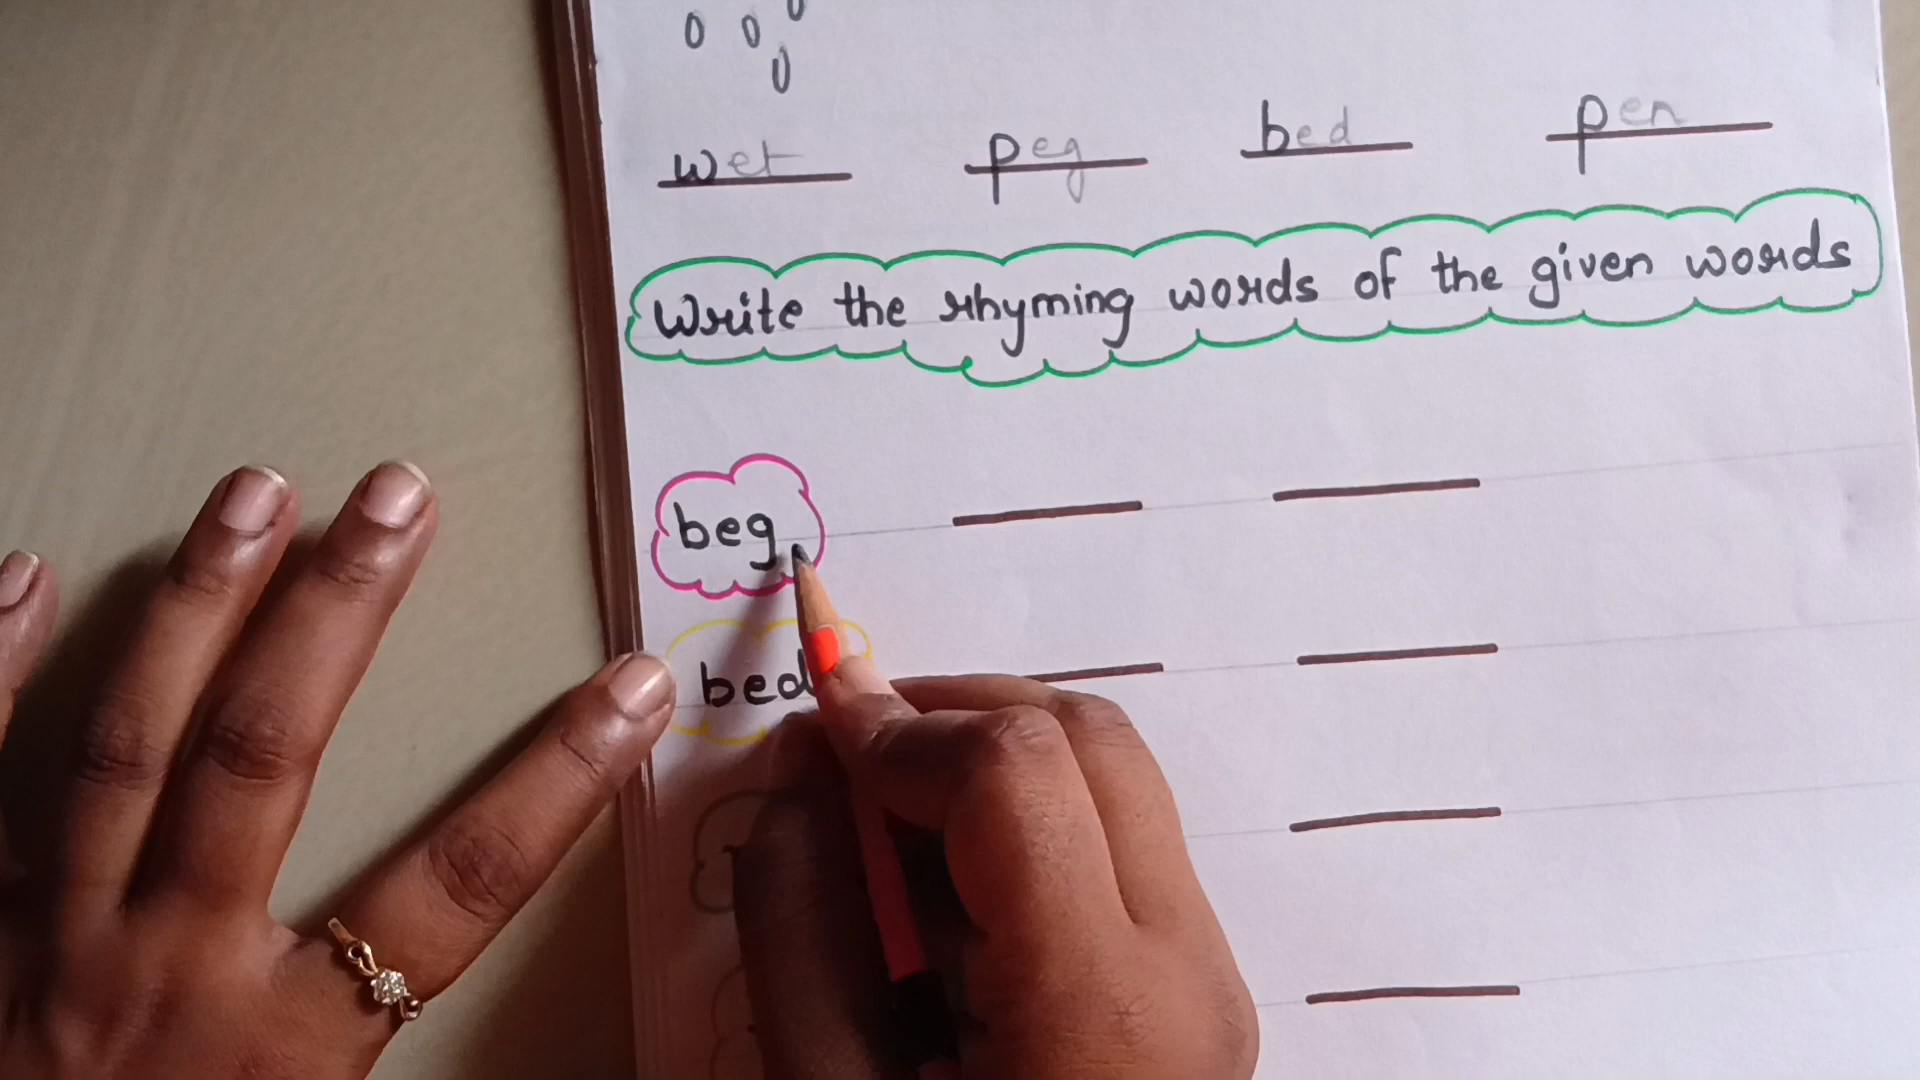 wet peg bed pen
Write the rhyming words of the given words
beg
bed